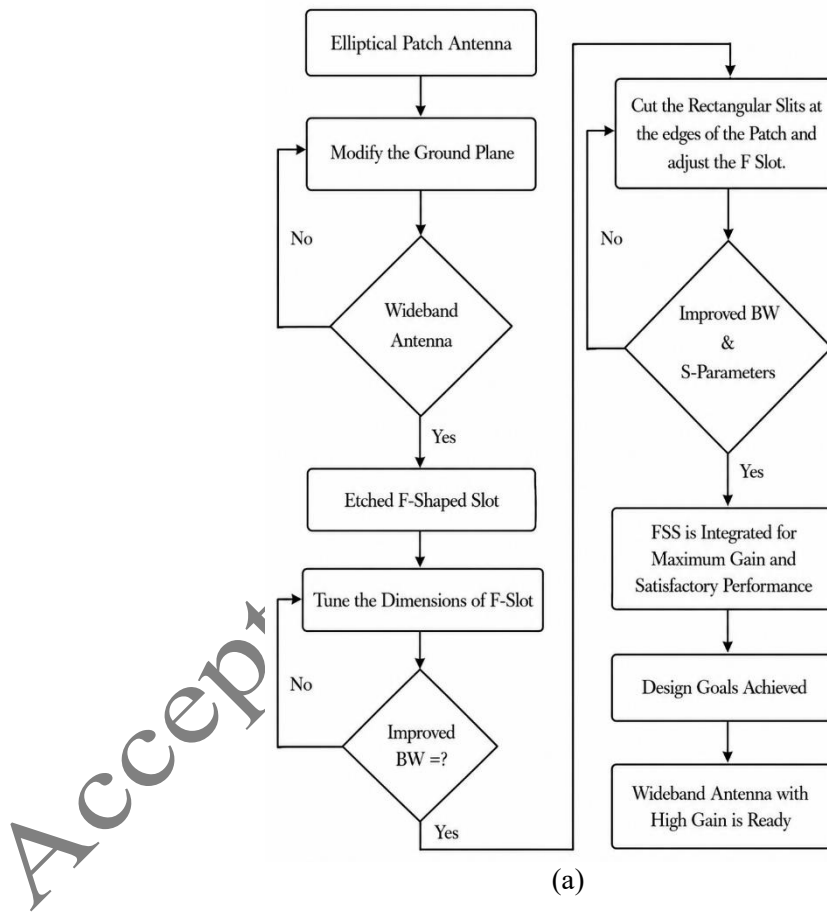 Elliptical Patch Antenna
Modify the Ground Plane
No
Wideband
Antenna
Yes
Etched F-Shaped Slot
Tune the Dimensions of F-Slot
No
Improved
BW =?
Yes
Cut the Rectangular Slits at
the edges of the Patch and
adjust the F Slot.
No
Improved BW
&
S-Parameters
Yes
FSS is Integrated for
Maximum Gain and
Satisfactory Performance
Design Goals Achieved
Wideband Antenna with
High Gain is Ready
(a)
Accept